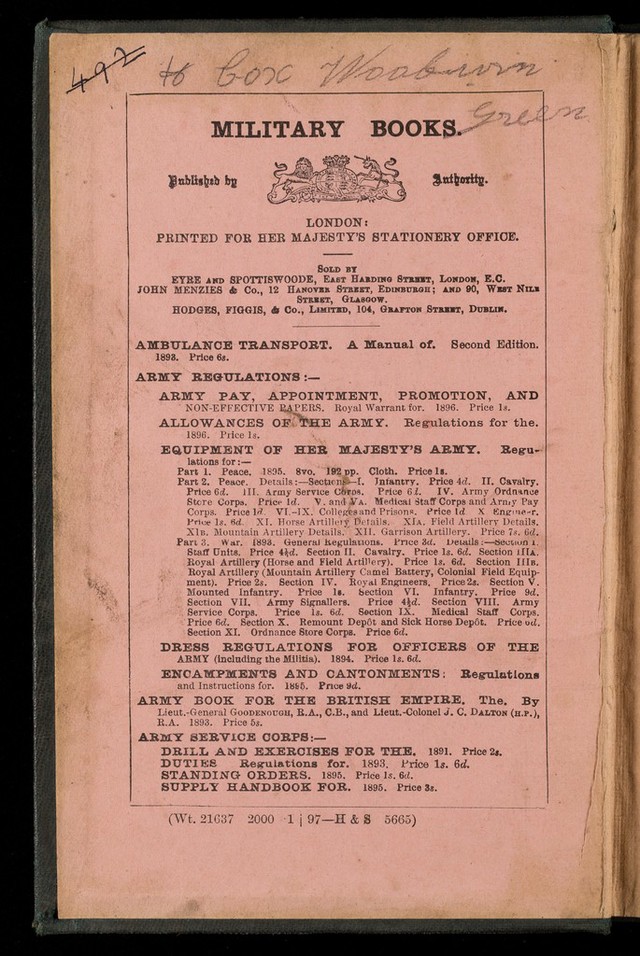 497 H Cox Wooburn
Green
MILITARY BOOKS.
Published by Authority.
LONDON:
PRINTED FOR HER MAJESTY'S STATIONERY OFFICE.
SOLD BY
EYRE AND SPOTTISWOODE, EAST HARDING STREET, LONDON, E.C.
JOHN MENZIES & Co., 12 HANOVER STREET, EDINBURGH; AND 90, WEST NILE
STREET, GLASGOW.
HODGES, FIGGIS, & Co., LIMITED, 104, GRAFTON STREET, DUBLIN.
AMBULANCE TRANSPORT. A Manual of. Second Edition.
1893. Price 6s.
ARMY REGULATIONS:—
ARMY PAY, APPOINTMENT, PROMOTION, AND
NON-EFFECTIVE PAPERS. Royal Warrant for. 1896. Price 1s.
ALLOWANCES OF THE ARMY. Regulations for the.
1896. Price 1s.
EQUIPMENT OF HER MAJESTY'S ARMY. Regu-
lations for:—
Part 1. Peace. 1895. 8vo. 192 pp. Cloth. Price 1s.
Part 2. Peace. Details:—Sections—I. Infantry. Price 4d. II. Cavalry.
Price 6d. III. Army Service Corps. Price 6d. IV. Army Ordnance
Store Corps. Price 1d. V. and VA. Medical Staff Corps and Army Pay
Corps. Price 1d. VI.-IX. Colleges and Prisons. Price 1d X Engineer.
Price 1s. 6d. XI. Horse Artillery Details. XIA. Field Artillery Details.
XIB. Mountain Artillery Details. XII. Garrison Artillery. Price 7s. 6d.
Part 3. War. 1893. General Regulations. Price 3d. Details:—Section I.
Staff Units. Price 4½d. Section II. Cavalry. Price 1s. 6d. Section IIIA.
Royal Artillery (Horse and Field Artillery). Price 1s. 6d. Section IIIB.
Royal Artillery (Mountain Artillery Camel Battery, Colonial Field Equip-
ment). Price 2s. Section IV. Royal Engineers, Price 2s. Section V.
Mounted Infantry. Price 1s. Section VI. Infantry. Price 9d.
Section VII. Army Signallers. Price 4½d. Section VIII. Army
Service Corps. Price 1s. 6d. Section IX. Medical Staff Corps.
Price 6d. Section X. Remount Depôt and Sick Horse Depôt. Price 6d.
Section XI. Ordnance Store Corps. Price 6d.
DRESS REGULATIONS FOR OFFICERS OF THE
ARMY (including the Militia). 1894. Price 1s. 6d.
ENCAMPMENTS AND CANTONMENTS: Regulations
and Instructions for. 1895. Price 9d.
ARMY BOOK FOR THE BRITISH EMPIRE, The. By
Lieut.-General GOODENOUGH, R.A., C.B., and Lieut.-Colonel J. C. DALTON (H.P.),
R.A. 1893. Price 5s.
ARMY SERVICE CORPS:—
DRILL AND EXERCISES FOR THE. 1891. Price 2s.
DUTIES Regulations for. 1893. Price 1s. 6d.
STANDING ORDERS. 1895. Price 1s. 6d.
SUPPLY HANDBOOK FOR. 1895. Price 3s.
(Wt. 21637 2000 1 | 97—H & S 5665)